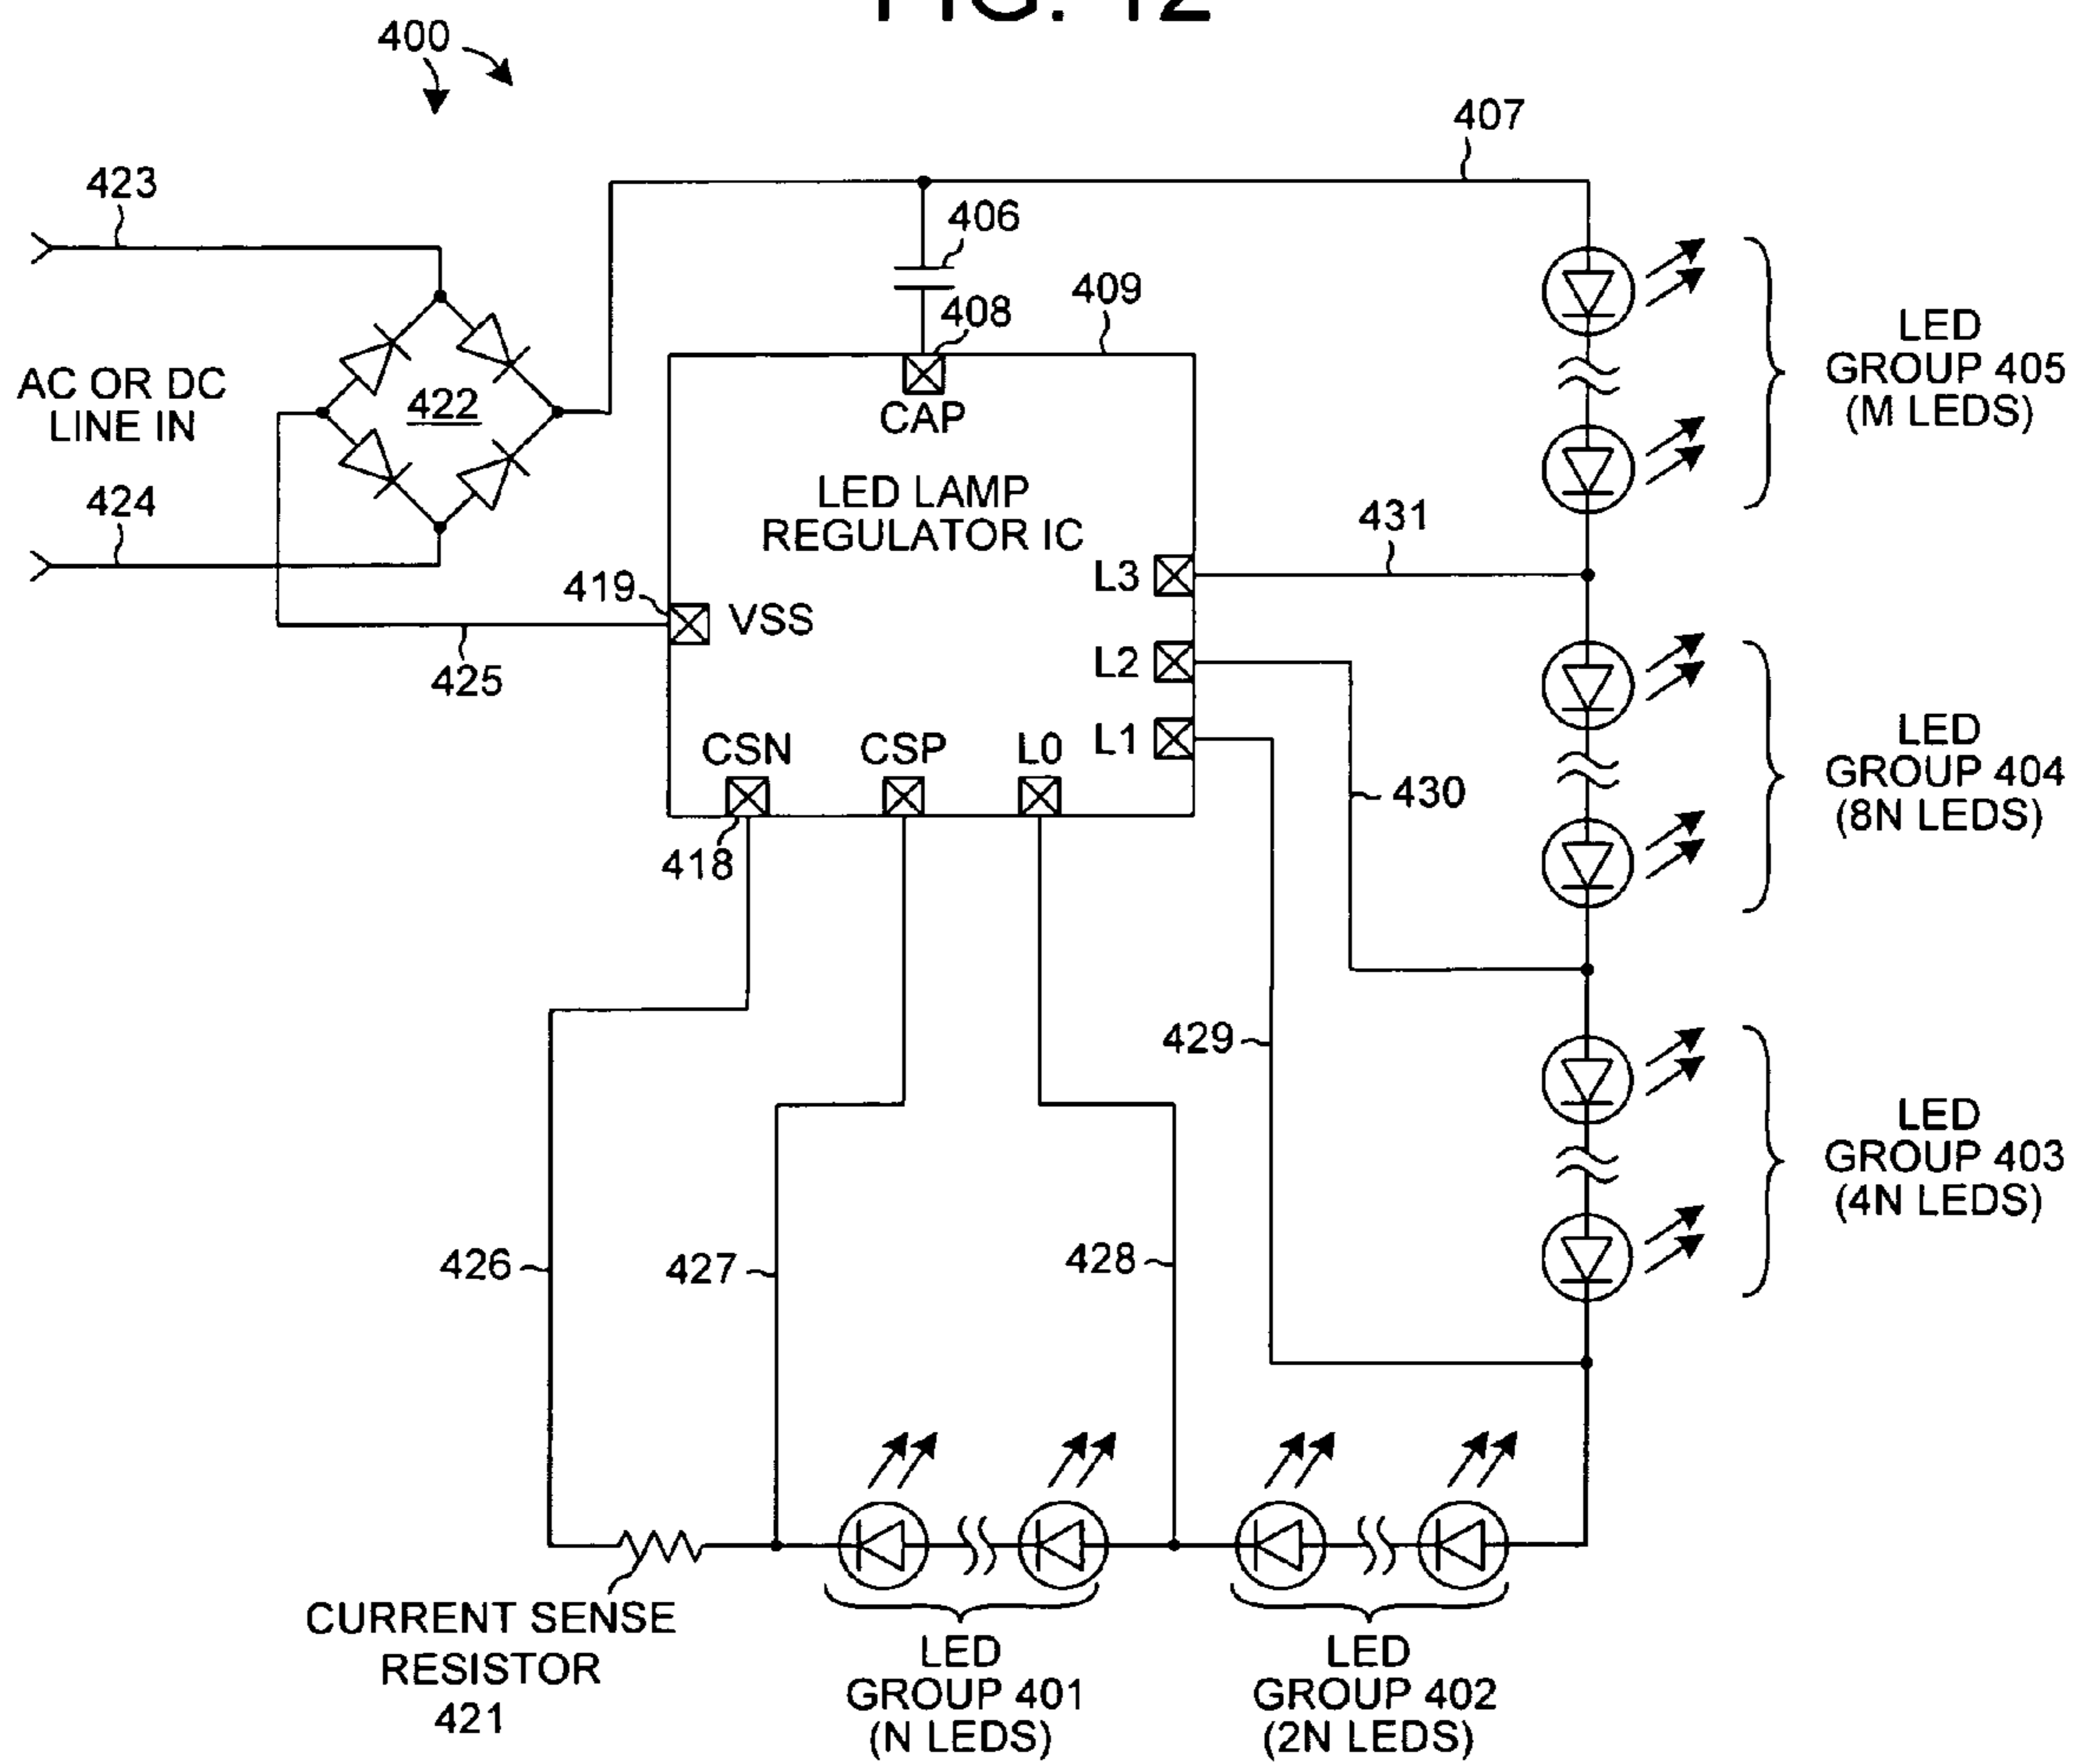 FIG. 12
400
407
423
406
408
409
AC OR DC
LINE IN
422
CAP
LED
GROUP 405
(M LEDS)
424
LED LAMP
REGULATOR IC
431
419
VSS
L3
425
L2
L1
CSN
CSP
L0
LED
GROUP 404
(8N LEDS)
430
418
429
LED
GROUP 403
(4N LEDS)
426
427
428
CURRENT SENSE
RESISTOR
421
LED
GROUP 401
(N LEDS)
LED
GROUP 402
(2N LEDS)